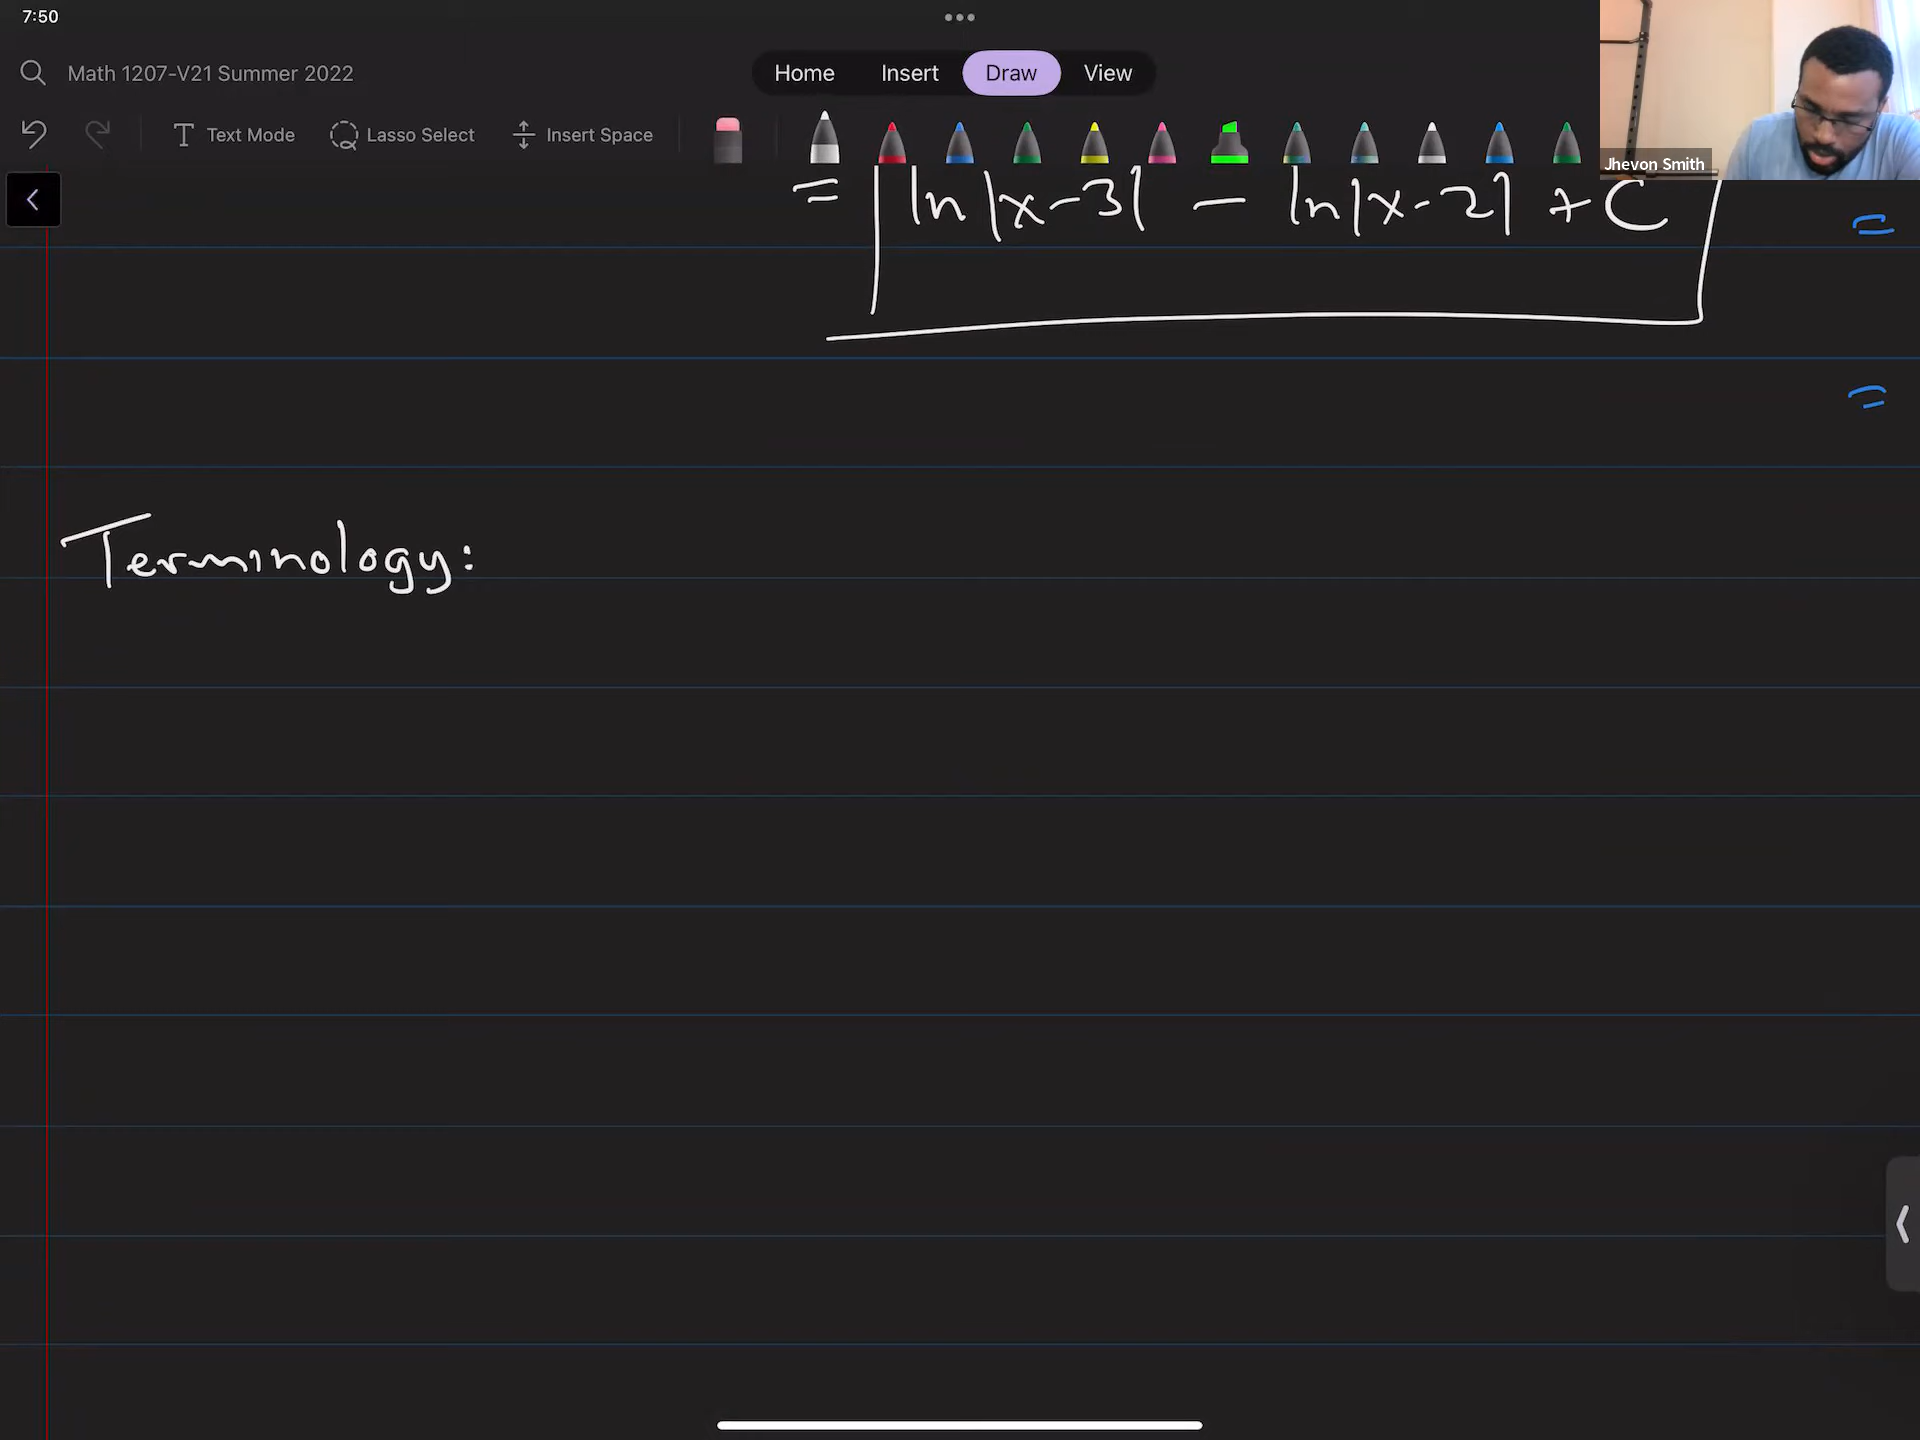 7:50
Math 1207-V21 Summer 2022
Home Insert Draw View
Text Mode Lasso Select Insert Space
Jhevon Smith
= ln|x-3| - ln|x-2| + C =
=
Terminology: